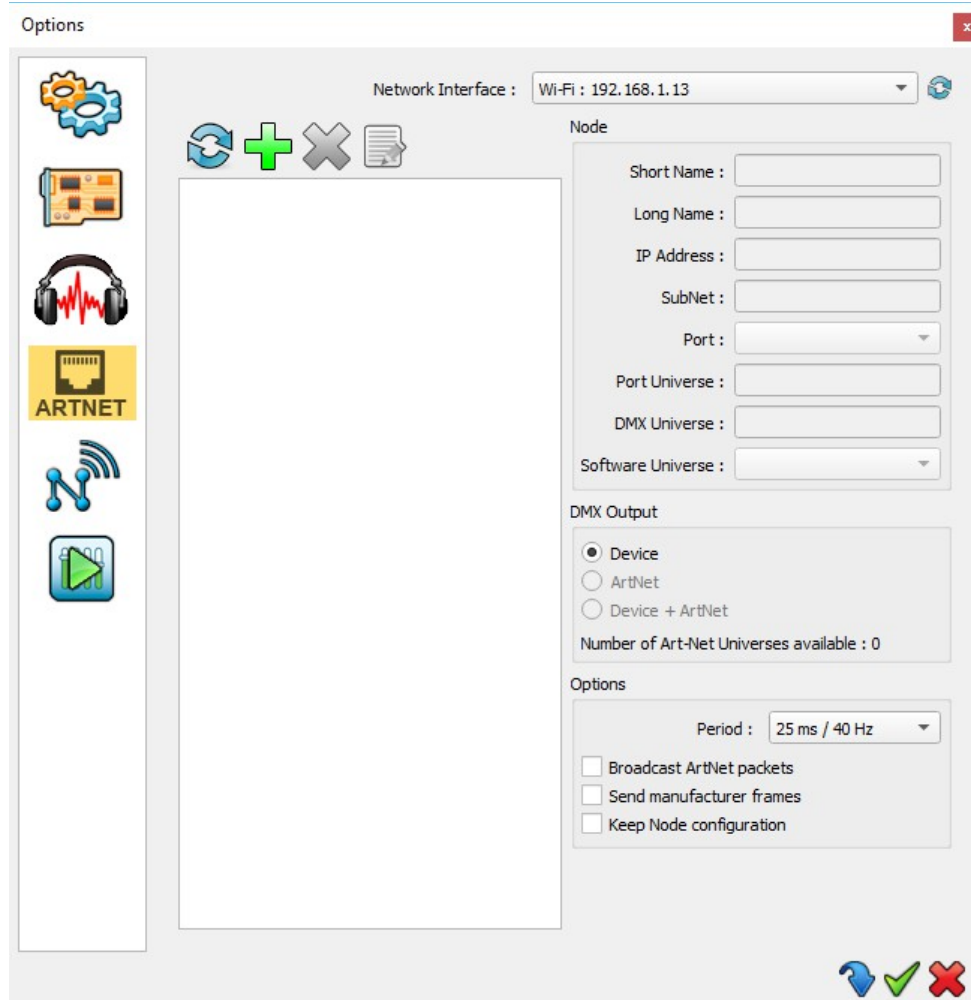 Options
x
Network Interface :
Wi-Fi : 192.168.1.13
ARTNET
Node
Short Name :
Long Name :
IP Address :
SubNet :
Port :
Port Universe :
DMX Universe :
Software Universe :
DMX Output
Device
ArtNet
Device + ArtNet
Number of Art-Net Universes available : 0
Options
Period :
25 ms / 40 Hz
Broadcast ArtNet packets
Send manufacturer frames
Keep Node configuration